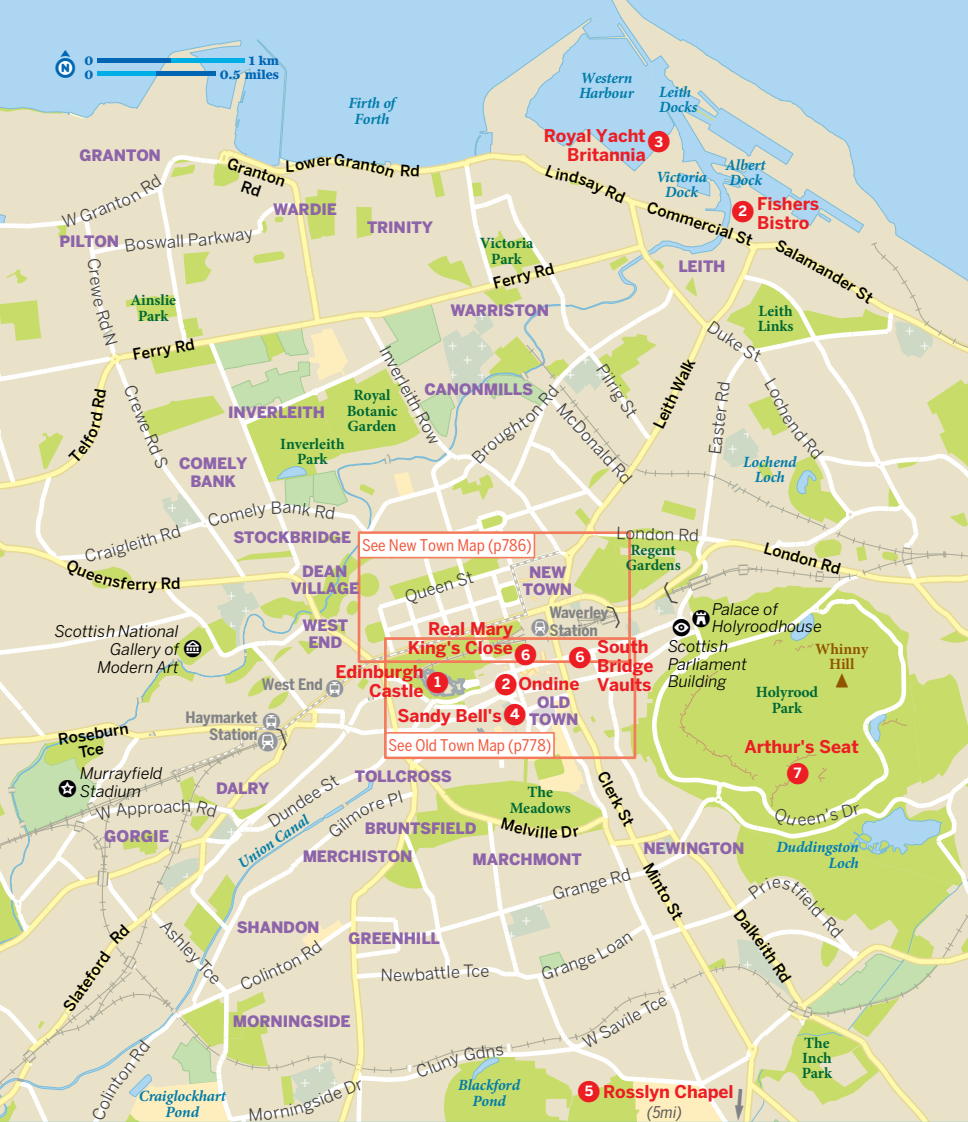 N
0
1 km
0
0.5 miles
Firth of
Forth
Western
Harbour
Leith
Docks
Royal Yacht
Britannia
3
GRANTON
Lower Granton Rd
Granton
Rd
Lindsay Rd
Victoria
Dock
Albert
Dock
2
Fishers
Bistro
W Granton Rd
WARDIE
TRINITY
Commercial St
PILTON
Boswall Parkway
Victoria
Park
Ferry Rd
LEITH
Salamander St
Crewe Rd N
Ainslie
Park
WARRISTON
Leith
Links
Ferry Rd
Duke St
Telford Rd
Crewe Rd S
Inverleith Row
CANONMILLS
Pilrig St
Leith Walk
Easter Rd
Lochend Rd
INVERLEITH
Royal
Botanic
Garden
Broughton Rd
McDonald Rd
Inverleith
Park
COMELY
BANK
Lochend
Loch
Comely Bank Rd
Craigleith Rd
STOCKBRIDGE
See New Town Map (p786)
London Rd
Regent
Gardens
London Rd
Queensferry Rd
DEAN
VILLAGE
Queen St
NEW
TOWN
Waverley
Station
Palace of
Holyroodhouse
Scottish National
Gallery of
Modern Art
WEST
END
Real Mary
King's Close
6
6
South
Bridge
Vaults
Scottish
Parliament
Building
Whinny
Hill
West End
Edinburgh
Castle
1
2
Ondine
Holyrood
Park
Haymarket
Station
Sandy Bell's
4
OLD
TOWN
Roseburn
Tce
See Old Town Map (p778)
Arthur's Seat
7
Murrayfield
Stadium
TOLLCROSS
DALRY
Dundee St
W Approach Rd
Gilmore Pl
The
Meadows
Clerk St
Queen's Dr
GORGIE
Union Canal
BRUNTSFIELD
Melville Dr
MERCHISTON
MARCHMONT
NEWINGTON
Duddingston
Loch
Grange Rd
Minto St
Priestfield Rd
Dalkeith Rd
SHANDON
Ashley Tce
Slateford Rd
Colinton Rd
GREENHILL
Newbattle Tce
Grange Loan
MORNINGSIDE
W Savile Tce
Cluny Gdns
The
Inch
Park
Colinton Rd
Craiglockhart
Pond
Morningside Dr
Blackford
Pond
5
Rosslyn Chapel
(5mi)